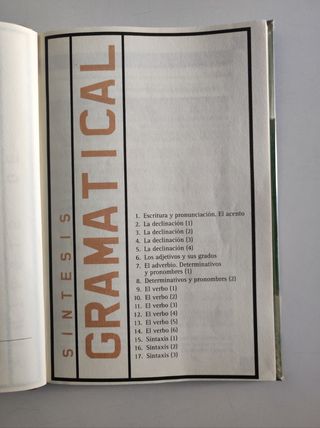 SÍNTESIS
GRAMATICAL
1. Escritura y pronunciación. El acento
2. La declinación (1)
3. La declinación (2)
4. La declinación (3)
5. La declinación (4)
6. Los adjetivos y sus grados
7. El adverbio. Determinativos
y pronombres (1)
8. Determinativos y pronombres (2)
9. El verbo (1)
10. El verbo (2)
11. El verbo (3)
12. El verbo (4)
13. El verbo (5)
14. El verbo (6)
15. Sintaxis (1)
16. Sintaxis (2)
17. Sintaxis (3)